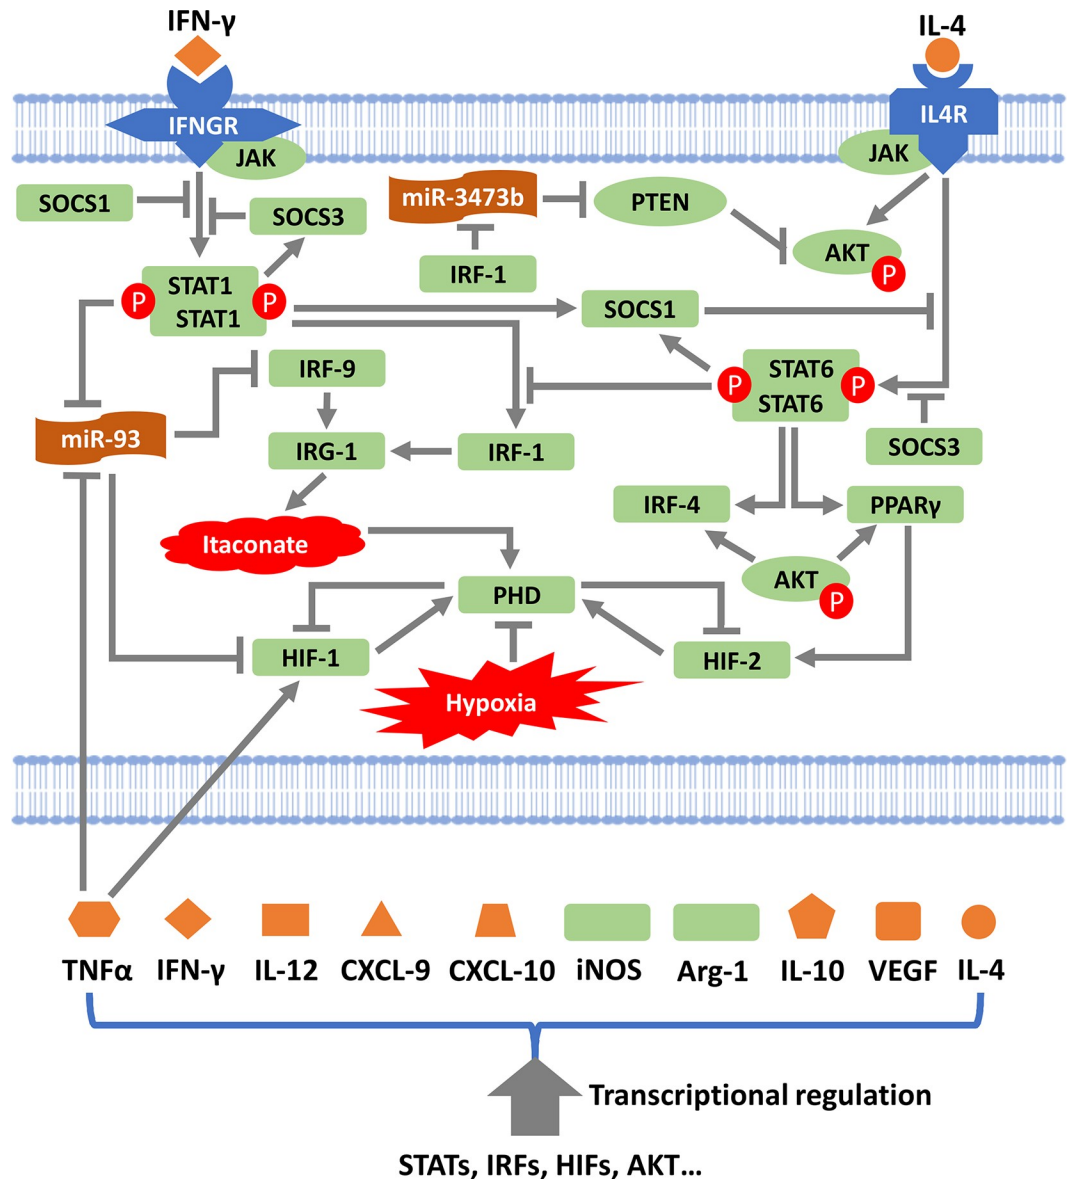 IFN-γ
IL-4
IFNGR
IL4R
JAK
JAK
SOCS1
SOCS3
miR-3473b
PTEN
AKT
P
IRF-1
STAT1
STAT1
P
P
SOCS1
IRF-9
STAT6
STAT6
P
P
miR-93
IRG-1
IRF-1
SOCS3
IRF-4
PPARγ
Itaconate
AKT
P
PHD
HIF-1
HIF-2
Hypoxia
TNFα IFN-γ IL-12 CXCL-9 CXCL-10 iNOS Arg-1 IL-10 VEGF IL-4
Transcriptional regulation
STATs, IRFs, HIFs, AKT...